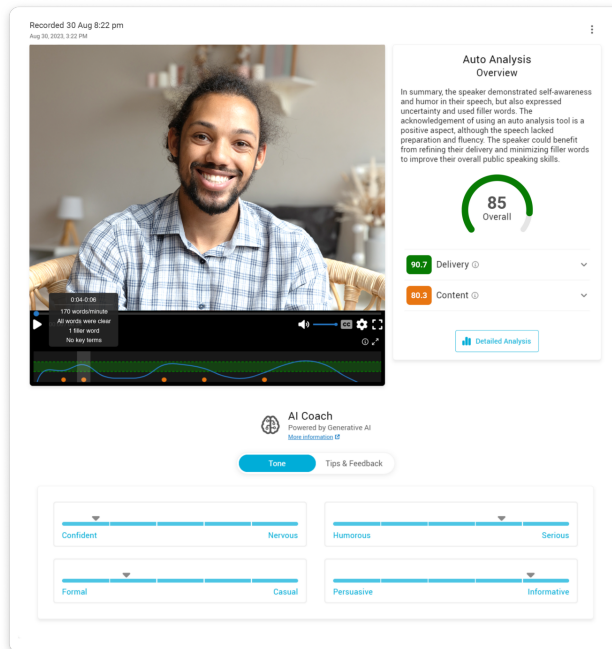 Recorded 30 Aug 8:22 pm
Aug 30, 2023, 3:22 PM
0:04-0:06
170 words/minute
All words were clear
1 filler word
No key terms
CC
Auto Analysis
Overview
In summary, the speaker demonstrated self-awareness
and humor in their speech, but also expressed
uncertainty and used filler words. The
acknowledgement of using an auto analysis tool is a
positive aspect, although the speech lacked
preparation and fluency. The speaker could benefit
from refining their delivery and minimizing filler words
to improve their overall public speaking skills.
85
Overall
90.7 Delivery
80.3 Content
Detailed Analysis
AI Coach
Powered by Generative AI
More information
Tone Tips & Feedback
Confident Nervous
Humorous Serious
Formal Casual
Persuasive Informative